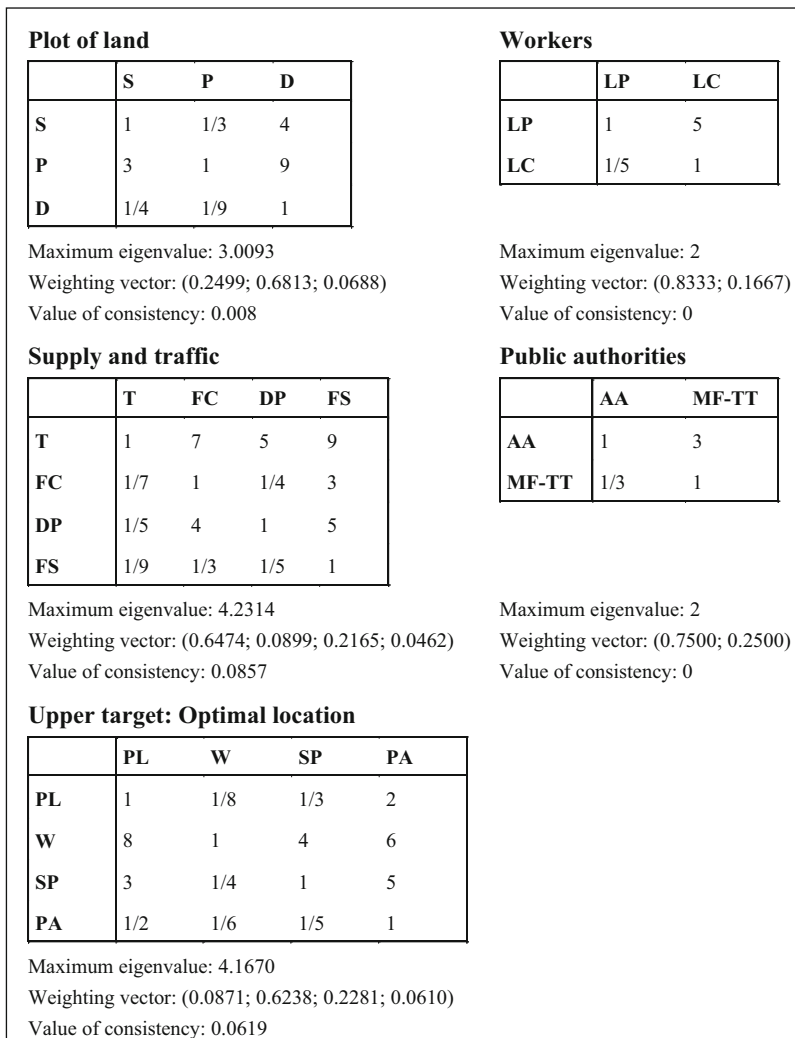 Plot of land
S P D
S 1 1/3 4
P 3 1 9
D 1/4 1/9 1
Maximum eigenvalue: 3.0093
Weighting vector: (0.2499; 0.6813; 0.0688)
Value of consistency: 0.008
Workers
LP LC
LP 1 5
LC 1/5 1
Maximum eigenvalue: 2
Weighting vector: (0.8333; 0.1667)
Value of consistency: 0
Supply and traffic
T FC DP FS
T 1 7 5 9
FC 1/7 1 1/4 3
DP 1/5 4 1 5
FS 1/9 1/3 1/5 1
Maximum eigenvalue: 4.2314
Weighting vector: (0.6474; 0.0899; 0.2165; 0.0462)
Value of consistency: 0.0857
Public authorities
AA MF-TT
AA 1 3
MF-TT 1/3 1
Maximum eigenvalue: 2
Weighting vector: (0.7500; 0.2500)
Value of consistency: 0
Upper target: Optimal location
PL W SP PA
PL 1 1/8 1/3 2
W 8 1 4 6
SP 3 1/4 1 5
PA 1/2 1/6 1/5 1
Maximum eigenvalue: 4.1670
Weighting vector: (0.0871; 0.6238; 0.2281; 0.0610)
Value of consistency: 0.0619